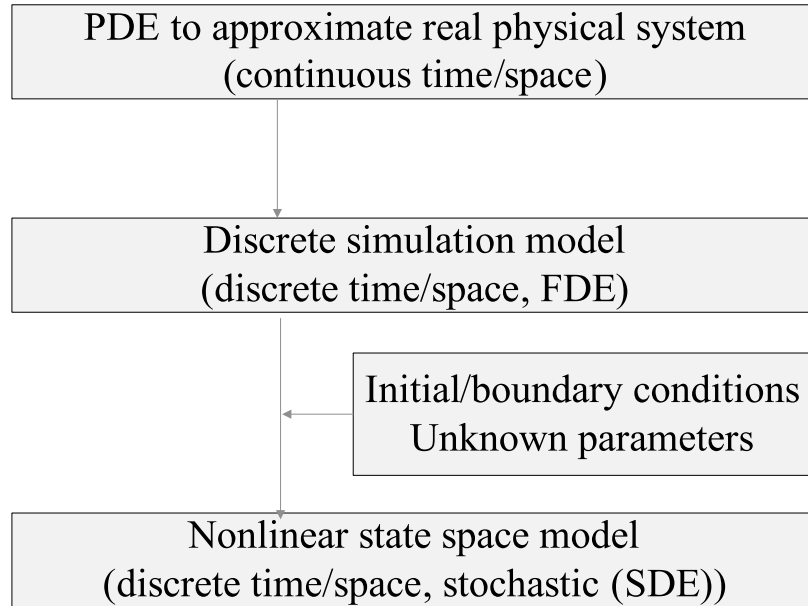 PDE to approximate real physical system
(continuous time/space)
Discrete simulation model
(discrete time/space, FDE)
Initial/boundary conditions
Unknown parameters
Nonlinear state space model
(discrete time/space, stochastic (SDE))